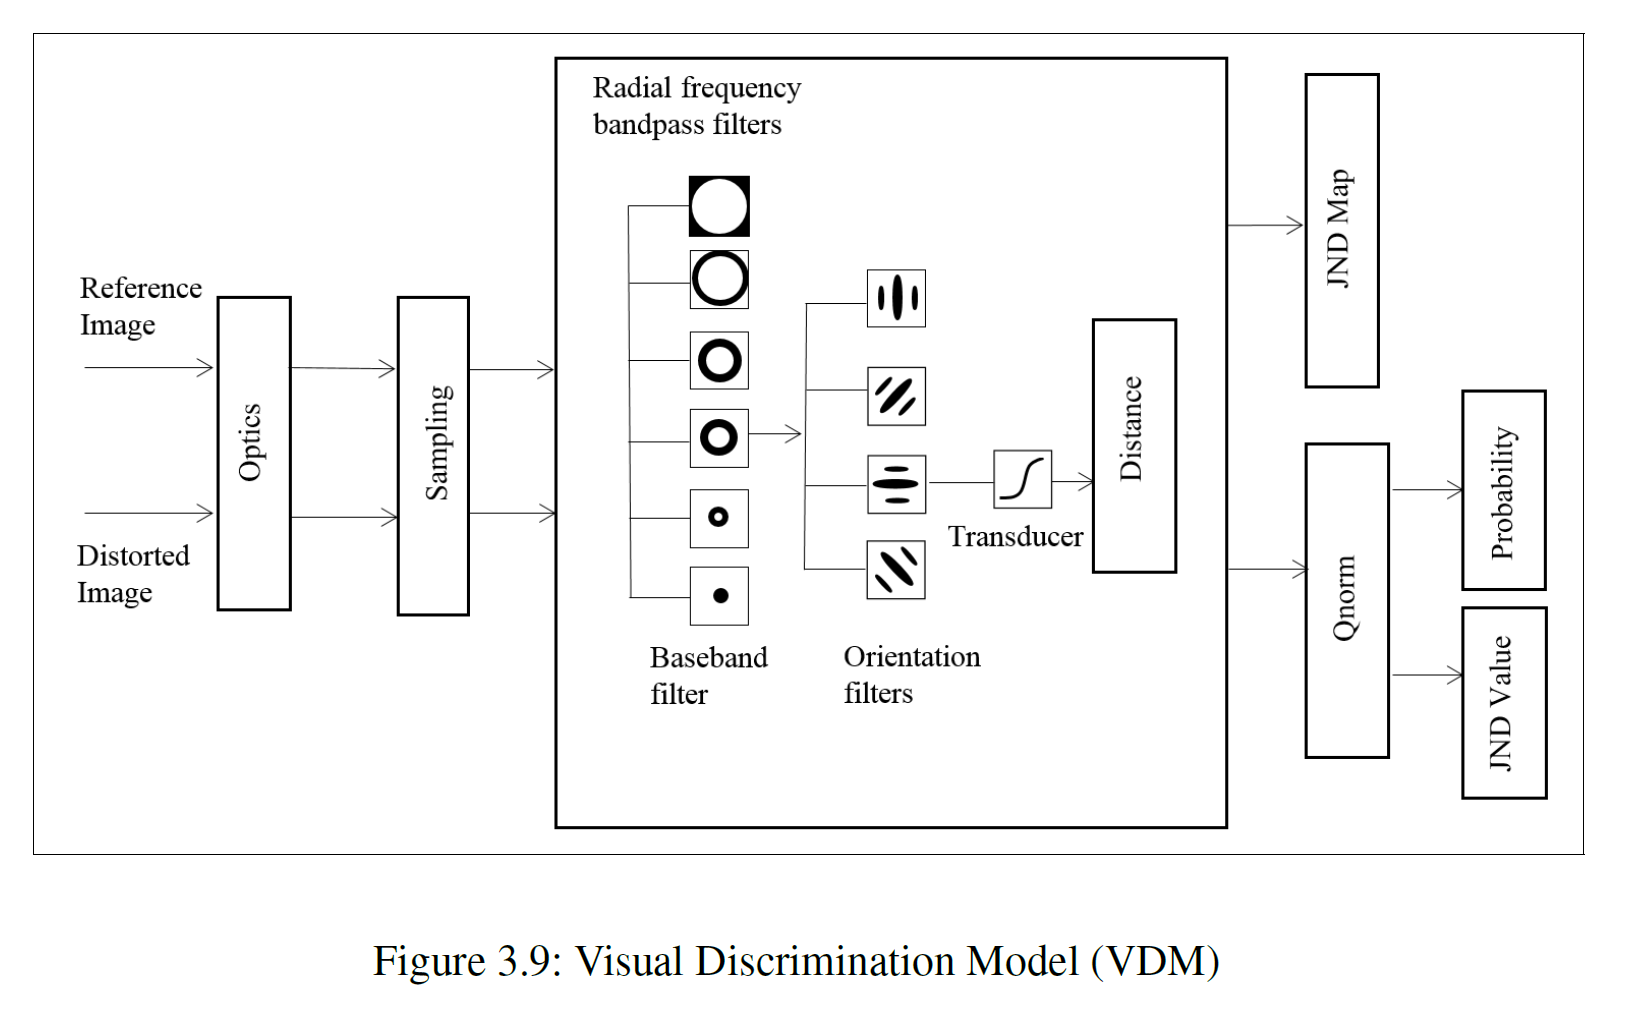 Radial frequency
bandpass filters
Reference
Image
Distorted
Image
Optics
Sampling
Baseband
filter
Orientation
filters
Transducer
Distance
JND Map
Qnorm
Probability
JND Value
Figure 3.9: Visual Discrimination Model (VDM)